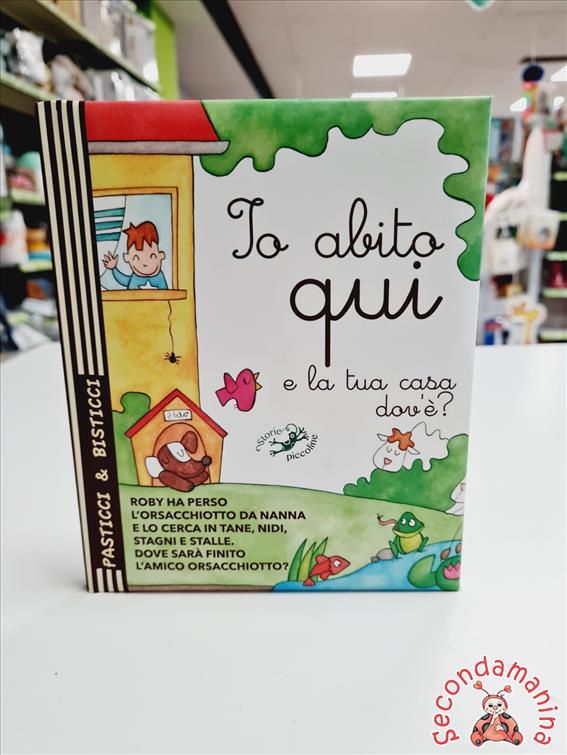 Io abito
qui
e la tua casa
dov'è?
Storie
piccoline
Fido
PASTICCI & BISTICCI
ROBY HA PERSO
L'ORSACCHIOTTO DA NANNA
E LO CERCA IN TANE, NIDI,
STAGNI E STALLE.
DOVE SARÀ FINITO
L'AMICO ORSACCHIOTTO?
Secondamanina